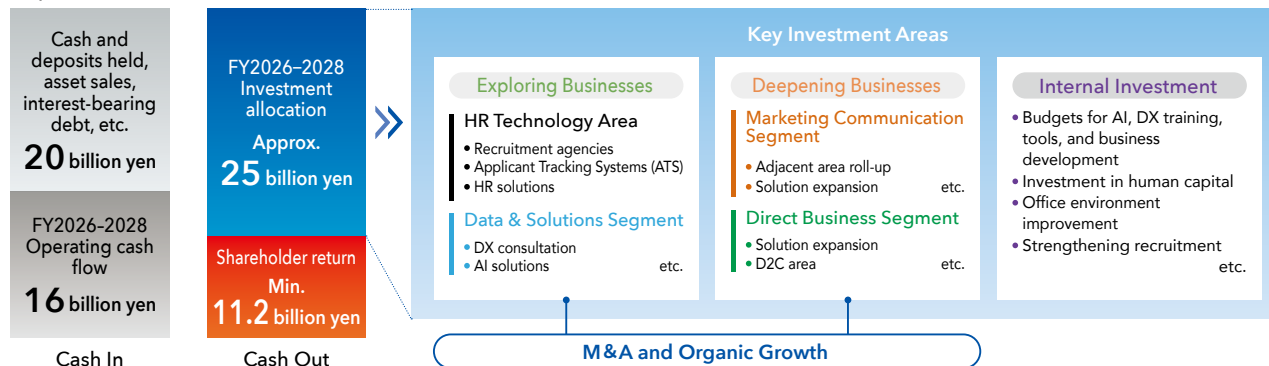 Cash and
deposits held,
asset sales,
interest-bearing
debt, etc.
20 billion yen
FY2026–2028
Operating cash
flow
16 billion yen
Cash In
FY2026–2028
Investment
allocation
Approx.
25 billion yen
Shareholder return
Min.
11.2 billion yen
Cash Out
Key Investment Areas
Exploring Businesses
HR Technology Area
• Recruitment agencies
• Applicant Tracking Systems (ATS)
• HR solutions
Data & Solutions Segment
• DX consultation
• AI solutions etc.
Deepening Businesses
Marketing Communication
Segment
• Adjacent area roll-up
• Solution expansion etc.
Direct Business Segment
• Solution expansion
• D2C area etc.
Internal Investment
• Budgets for AI, DX training,
tools, and business
development
• Investment in human capital
• Office environment
improvement
• Strengthening recruitment
etc.
M&A and Organic Growth